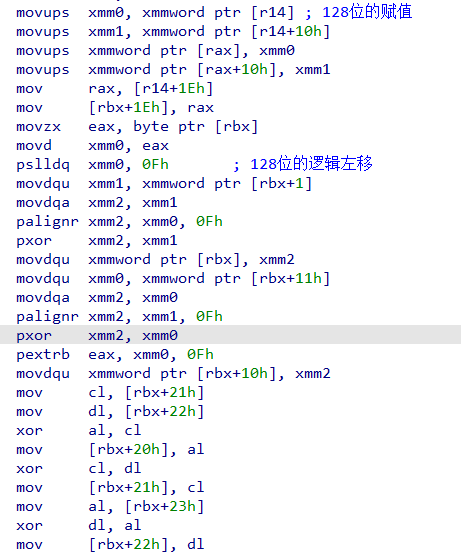 movups xmm0, xmmword ptr [r14] ; 128位的赋值
movups xmm1, xmmword ptr [r14+10h]
movups xmmword ptr [rax], xmm0
movups xmmword ptr [rax+10h], xmm1
mov rax, [r14+1Eh]
mov [rbx+1Eh], rax
movzx eax, byte ptr [rbx]
movd xmm0, eax
pslldq xmm0, 0Fh ; 128位的逻辑左移
movdqu xmm1, xmmword ptr [rbx+1]
movdqa xmm2, xmm1
palignr xmm2, xmm0, 0Fh
pxor xmm2, xmm1
movdqu xmmword ptr [rbx], xmm2
movdqu xmm0, xmmword ptr [rbx+11h]
movdqa xmm2, xmm0
palignr xmm2, xmm1, 0Fh
pxor xmm2, xmm0
pextrb eax, xmm0, 0Fh
movdqu xmmword ptr [rbx+10h], xmm2
mov cl, [rbx+21h]
mov dl, [rbx+22h]
xor al, cl
mov [rbx+20h], al
xor cl, dl
mov [rbx+21h], cl
mov al, [rbx+23h]
xor dl, al
mov [rbx+22h], dl